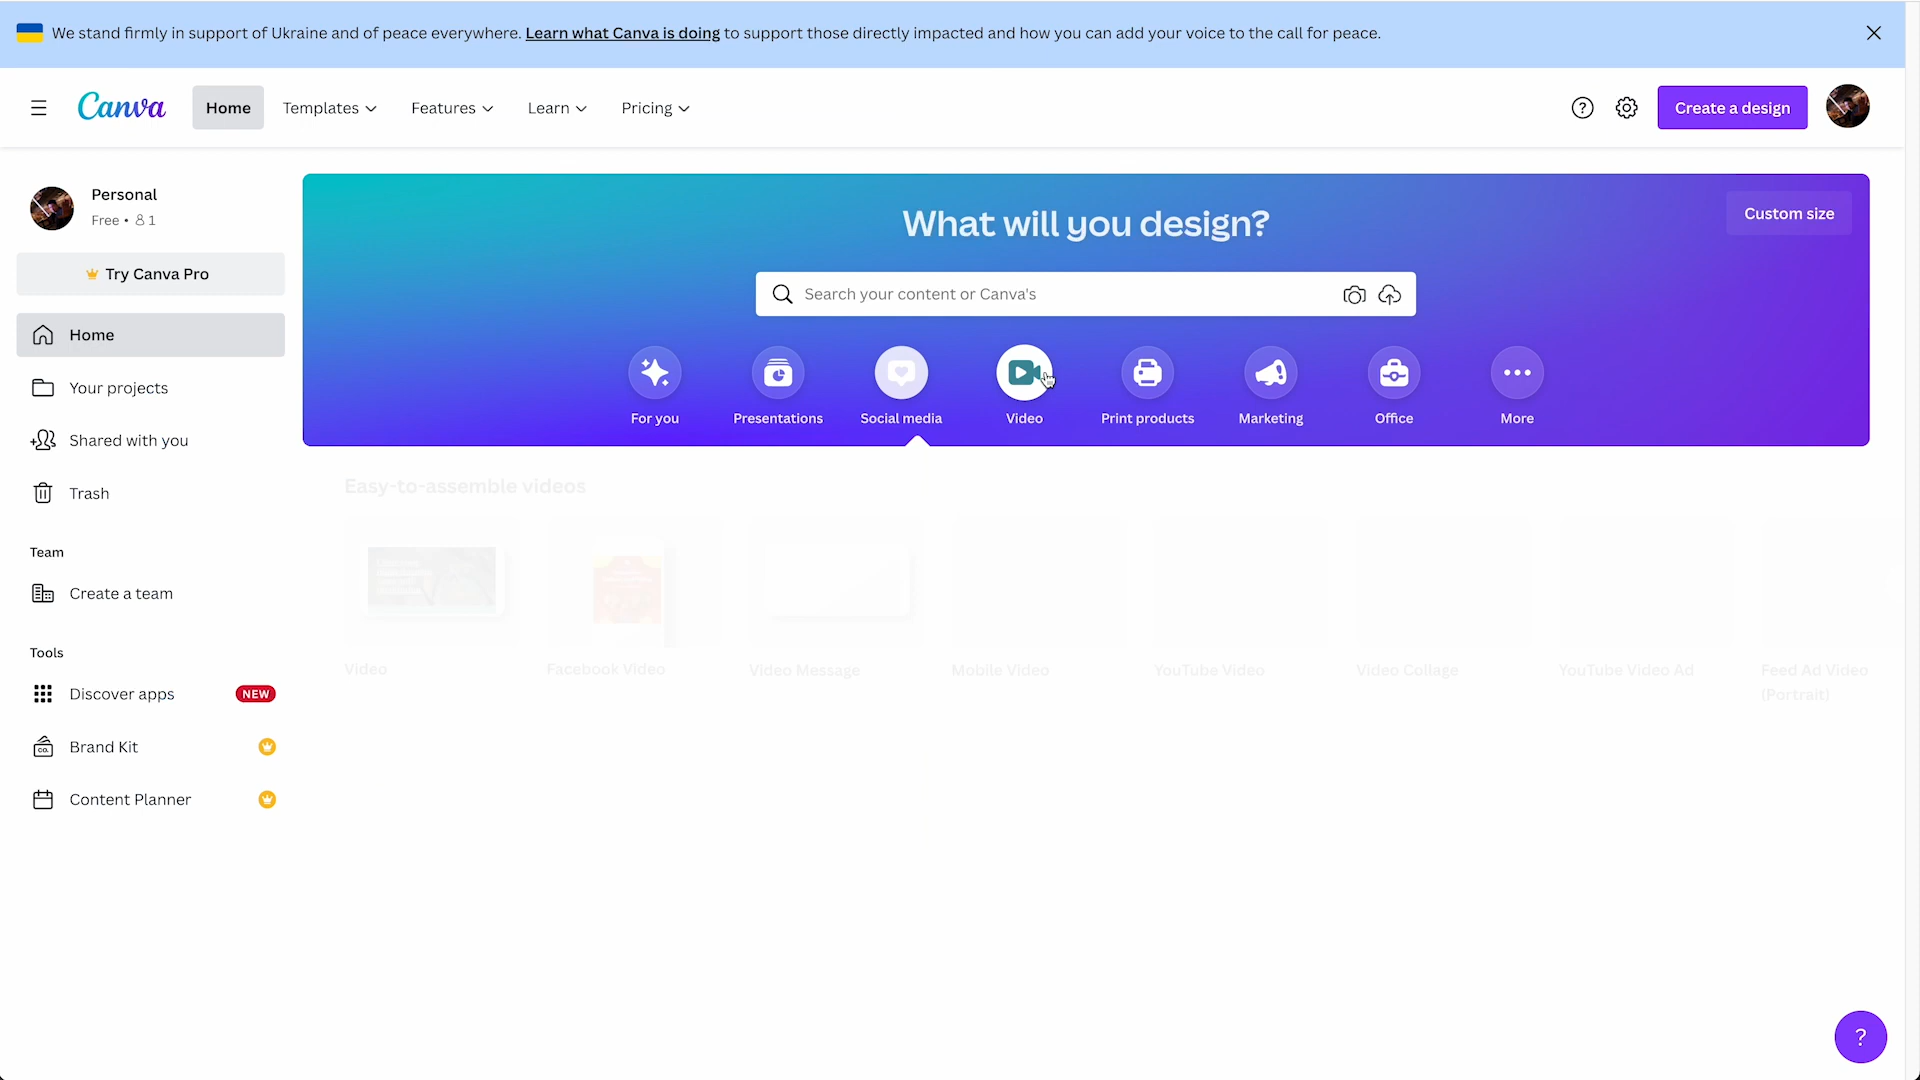 We stand firmly in support of Ukraine and of peace everywhere. Learn what Canva is doing to support those directly impacted and how you can add your voice to the call for peace.
Canva
Home
Templates
Features
Learn
Pricing
Create a design
Personal
Free • 1
Try Canva Pro
Home
Your projects
Shared with you
Trash
Team
Create a team
Tools
Discover apps
NEW
Brand Kit
Content Planner
What will you design?
Custom size
Search your content or Canva's
For you
Presentations
Social media
Video
Print products
Marketing
Office
More
Easy-to-assemble videos
Video
Facebook Video
Video Message
Mobile Video
YouTube Video
Video Collage
YouTube Video Ad
Feed Ad Video
(Portrait)
?